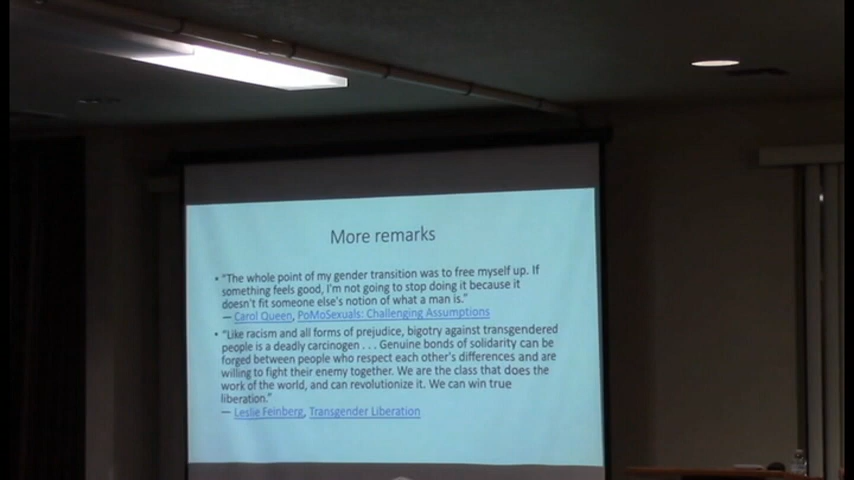 More remarks
• “The whole point of my gender transition was to free myself up. If
something feels good, I'm not going to stop doing it because it
doesn't fit someone else's notion of what a man is.”
— Carol Queen, PoMoSexuals: Challenging Assumptions
• “Like racism and all forms of prejudice, bigotry against transgendered
people is a deadly carcinogen . . . Genuine bonds of solidarity can be
forged between people who respect each other's differences and are
willing to fight their enemy together. We are the class that does the
work of the world, and can revolutionize it. We can win true
liberation.”
— Leslie Feinberg, Transgender Liberation